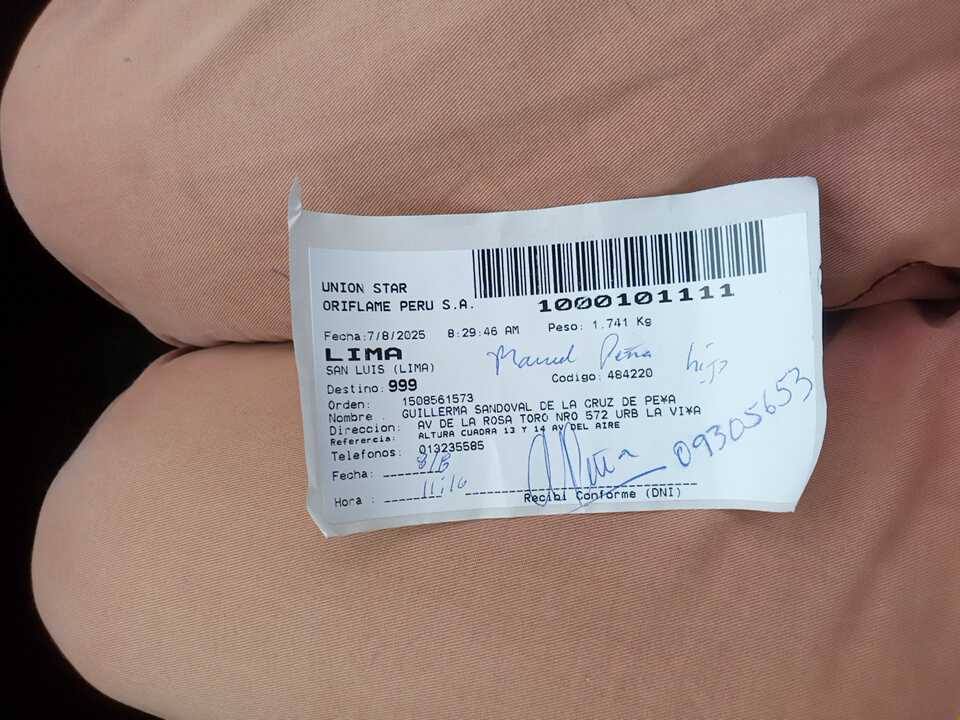 UNION STAR
ORIFLAME PERU S.A.
1000101111
Fecha:7/8/2025 8:29:46 AM Peso: 1.741 Kg
LIMA
SAN LUIS (LIMA)
Manuel Peña hijo
Destino: 999 Codigo: 484220
Orden: 1508561573
Nombre : GUILLERMA SANDOVAL DE LA CRUZ DE PE¥A
Direccion: AV DE LA ROSA TORO NRO 572 URB LA VI¥A
Referencia: ALTURA CUADRA 13 Y 14 AV DEL AIRE
Telefonos: 013235585
Fecha: 8/8
Hora : 11:16
Peña 09305653
Recibi Conforme (DNI)